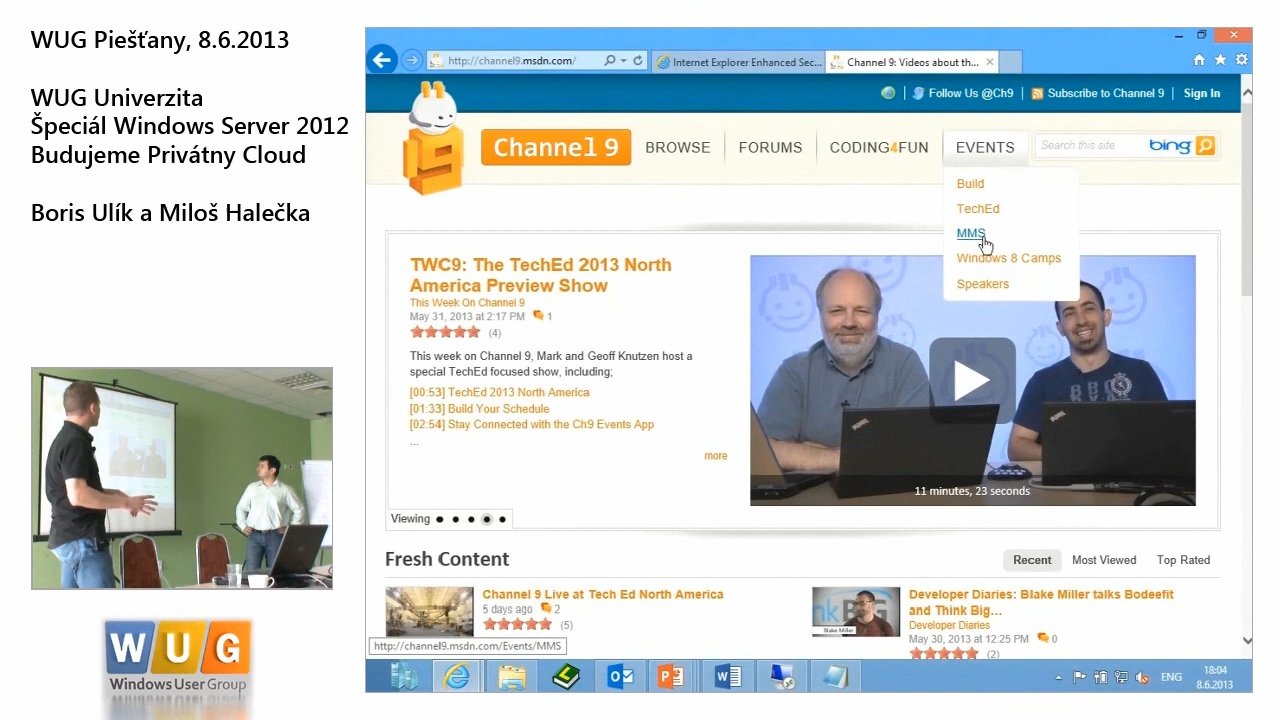 WUG Piešťany, 8.6.2013
WUG Univerzita
Špeciál Windows Server 2012
Budujeme Privátny Cloud
Boris Ulík a Miloš Halečka
WUG
Windows User Group
http://channel9.msdn.com/
Internet Explorer Enhanced Sec...
Channel 9: Videos about th...
Follow Us @Ch9 | Subscribe to Channel 9 | Sign In
9
Channel 9
BROWSE
FORUMS
CODING4FUN
EVENTS
Search this site
bing
Build
TechEd
MMS
Windows 8 Camps
Speakers
TWC9: The TechEd 2013 North
America Preview Show
This Week On Channel 9
May 31, 2013 at 2:17 PM 1
(4)
This week on Channel 9, Mark and Geoff Knutzen host a
special TechEd focused show, including;
[00:53] TechEd 2013 North America
[01:33] Build Your Schedule
[02:54] Stay Connected with the Ch9 Events App
...
more
11 minutes, 23 seconds
Viewing
Fresh Content
Recent
Most Viewed
Top Rated
Channel 9 Live at Tech Ed North America
5 days ago 2
(5)
Blake Miller
Developer Diaries: Blake Miller talks Bodeefit
and Think Big...
Developer Diaries
May 30, 2013 at 12:25 PM 0
(2)
http://channel9.msdn.com/Events/MMS
ENG
18:04
8.6.2013